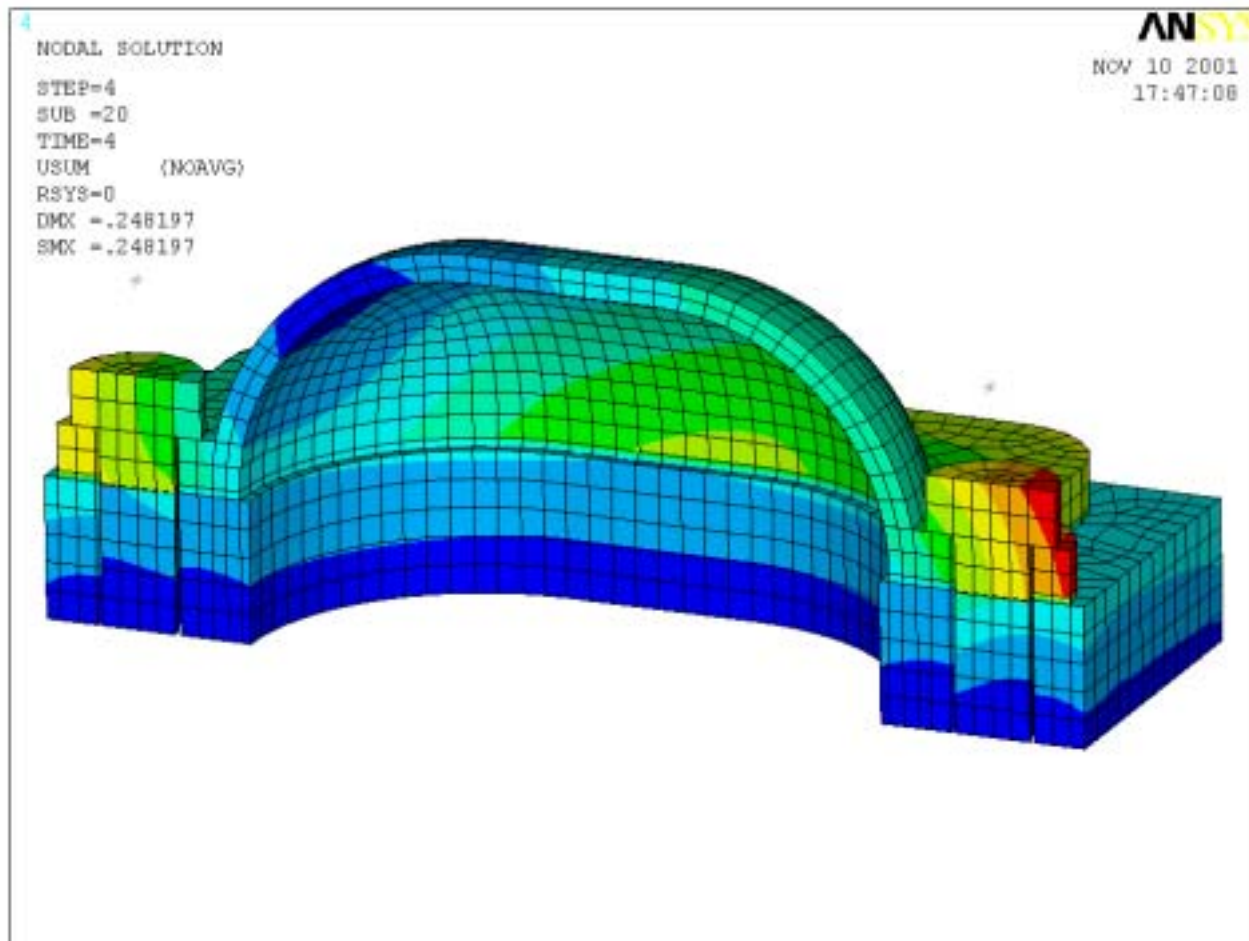 4
NODAL SOLUTION
STEP=4
SUB =20
TIME=4
USUM (NOAVG)
RSYS=0
DMX =.248197
SMX =.248197
ANSYS
NOV 10 2001
17:47:08